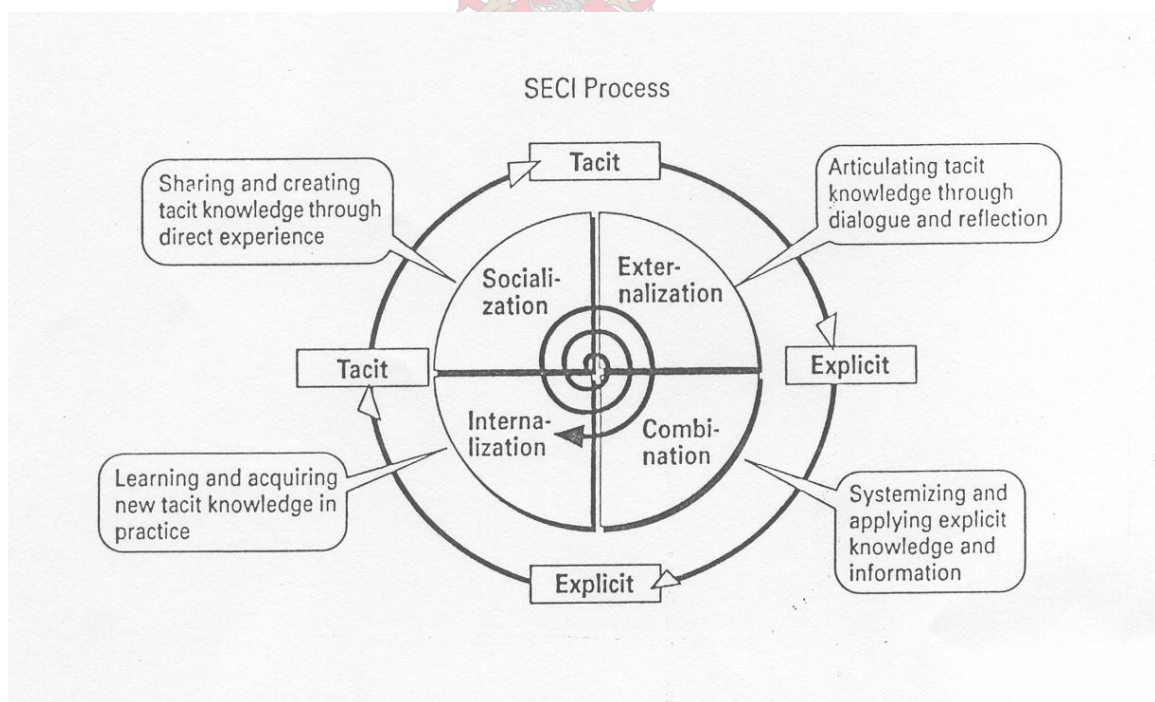 SECI Process
Tacit
Sharing and creating
tacit knowledge through
direct experience
Articulating tacit
knowledge through
dialogue and reflection
Sociali-
zation
Exter-
nalization
Tacit
Explicit
Interna-
lization
Combi-
nation
Learning and acquiring
new tacit knowledge in
practice
Systemizing and
applying explicit
knowledge and
information
Explicit